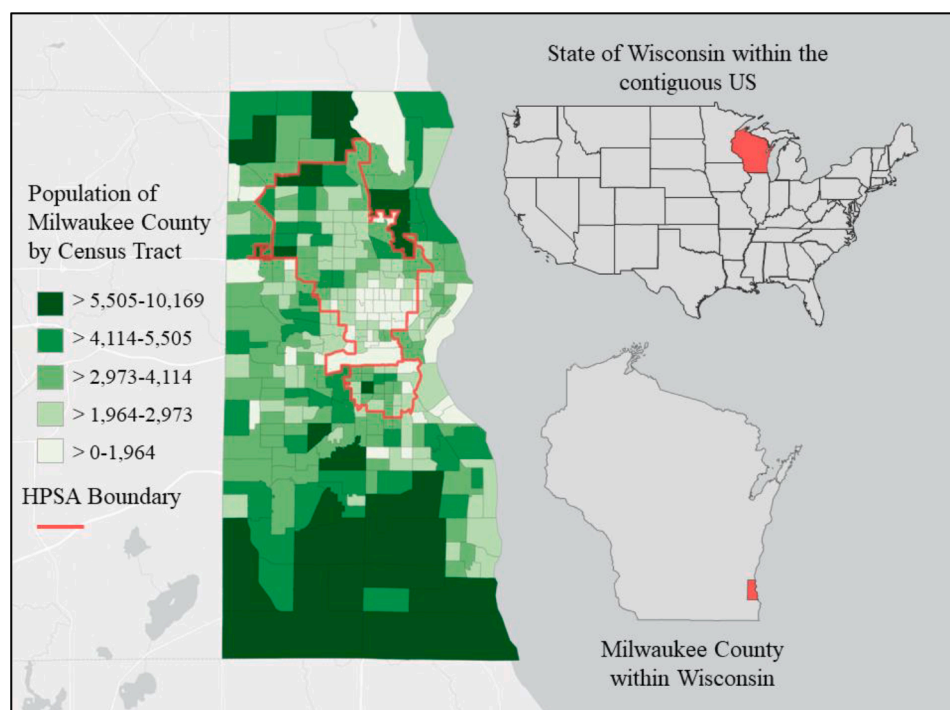 State of Wisconsin within the
contiguous US
Population of
Milwaukee County
by Census Tract
> 5,505-10,169
> 4,114-5,505
> 2,973-4,114
> 1,964-2,973
> 0-1,964
HPSA Boundary
Milwaukee County
within Wisconsin